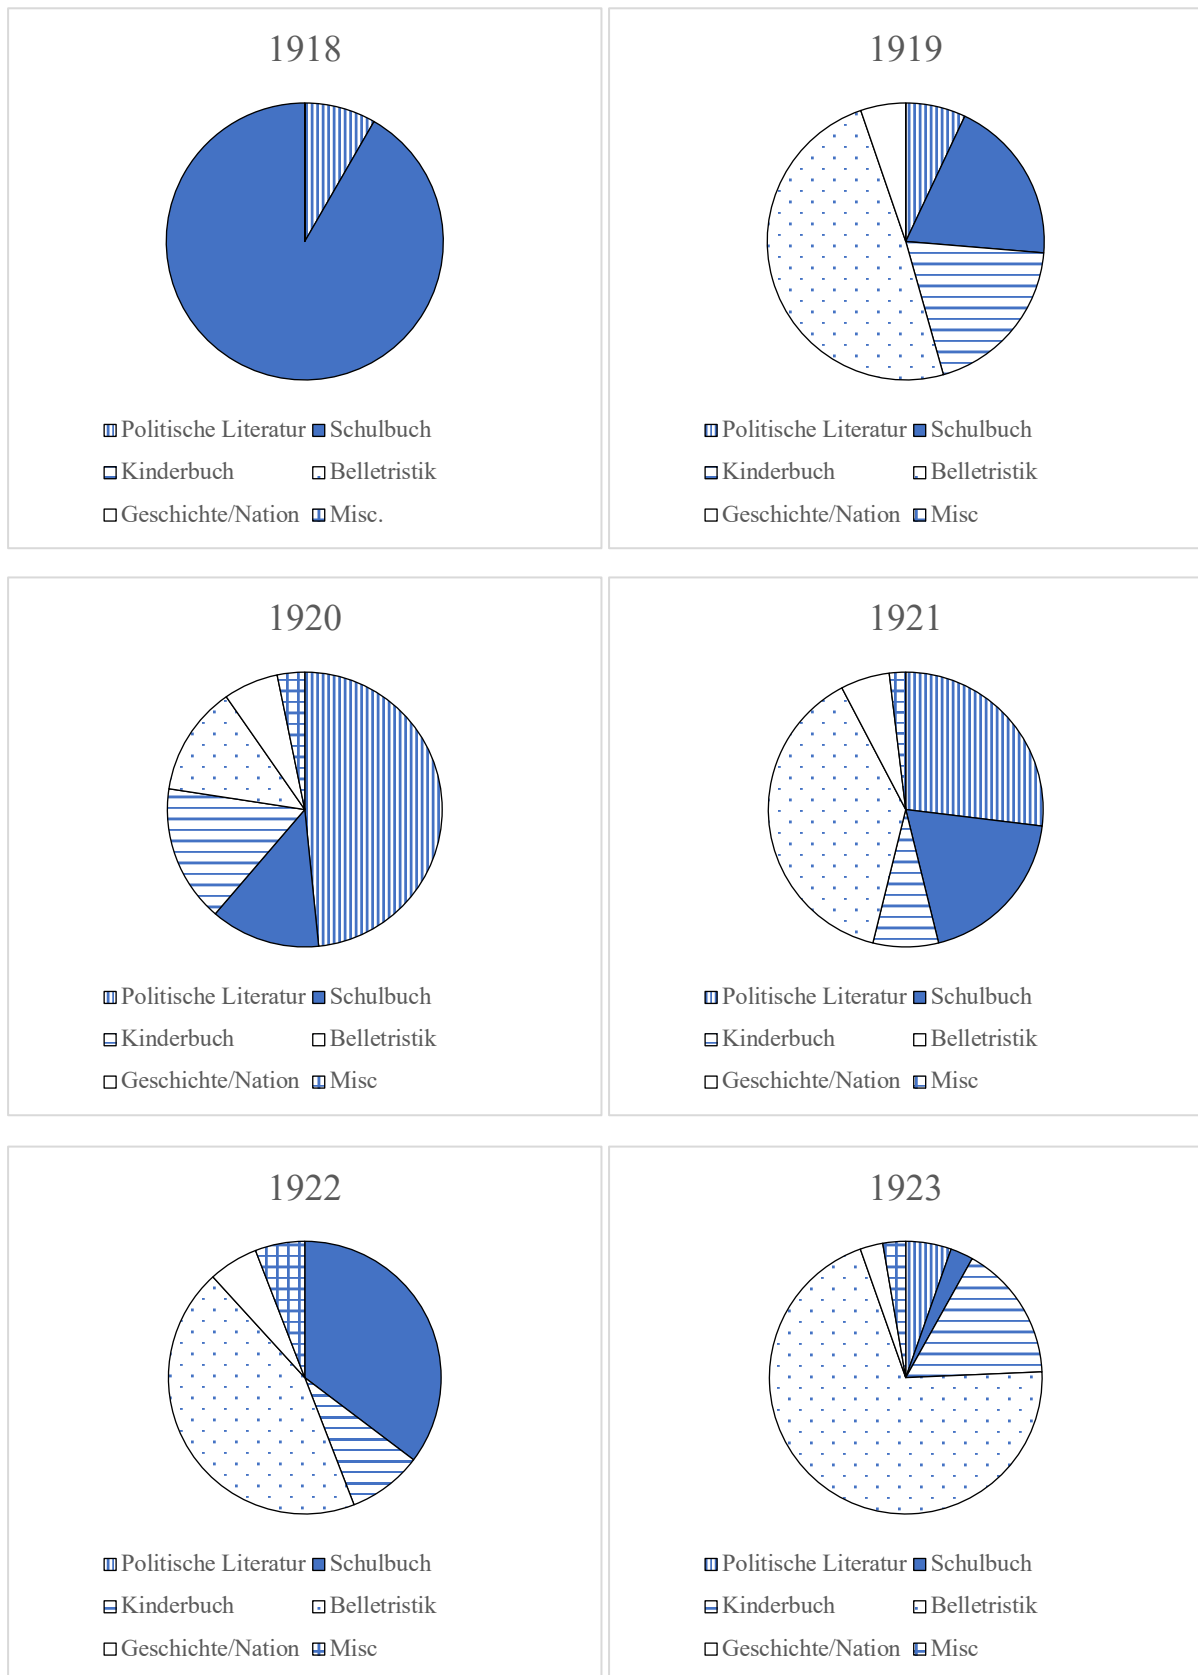 1918
Politische Literatur Schulbuch
Kinderbuch Belletristik
Geschichte/Nation Misc.
1919
Politische Literatur Schulbuch
Kinderbuch Belletristik
Geschichte/Nation Misc
1920
Politische Literatur Schulbuch
Kinderbuch Belletristik
Geschichte/Nation Misc
1921
Politische Literatur Schulbuch
Kinderbuch Belletristik
Geschichte/Nation Misc
1922
Politische Literatur Schulbuch
Kinderbuch Belletristik
Geschichte/Nation Misc
1923
Politische Literatur Schulbuch
Kinderbuch Belletristik
Geschichte/Nation Misc